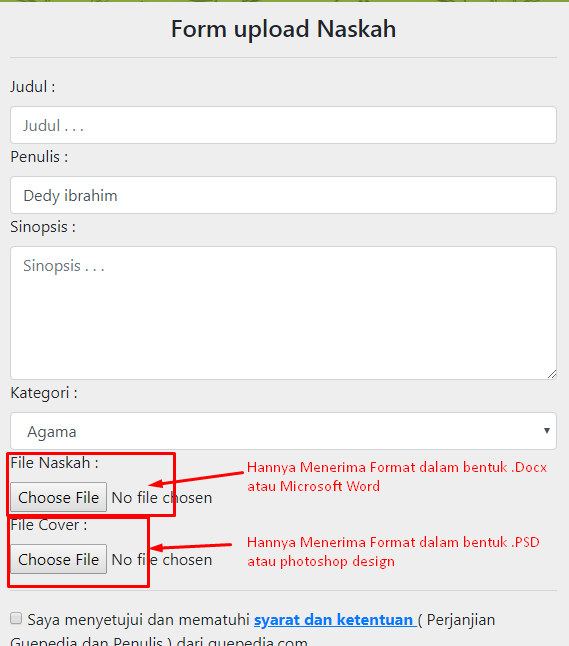 Form upload Naskah
Judul :
Judul . . .
Penulis :
Dedy ibrahim
Sinopsis :
Sinopsis . . .
Kategori :
Agama
File Naskah :
Choose File No file chosen
Hannya Menerima Format dalam bentuk .Docx
atau Microsoft Word
File Cover :
Choose File No file chosen
Hannya Menerima Format dalam bentuk .PSD
atau photoshop design
Saya menyetujui dan mematuhi syarat dan ketentuan ( Perjanjian
Guepedia dan Penulis ) dari guepedia.com